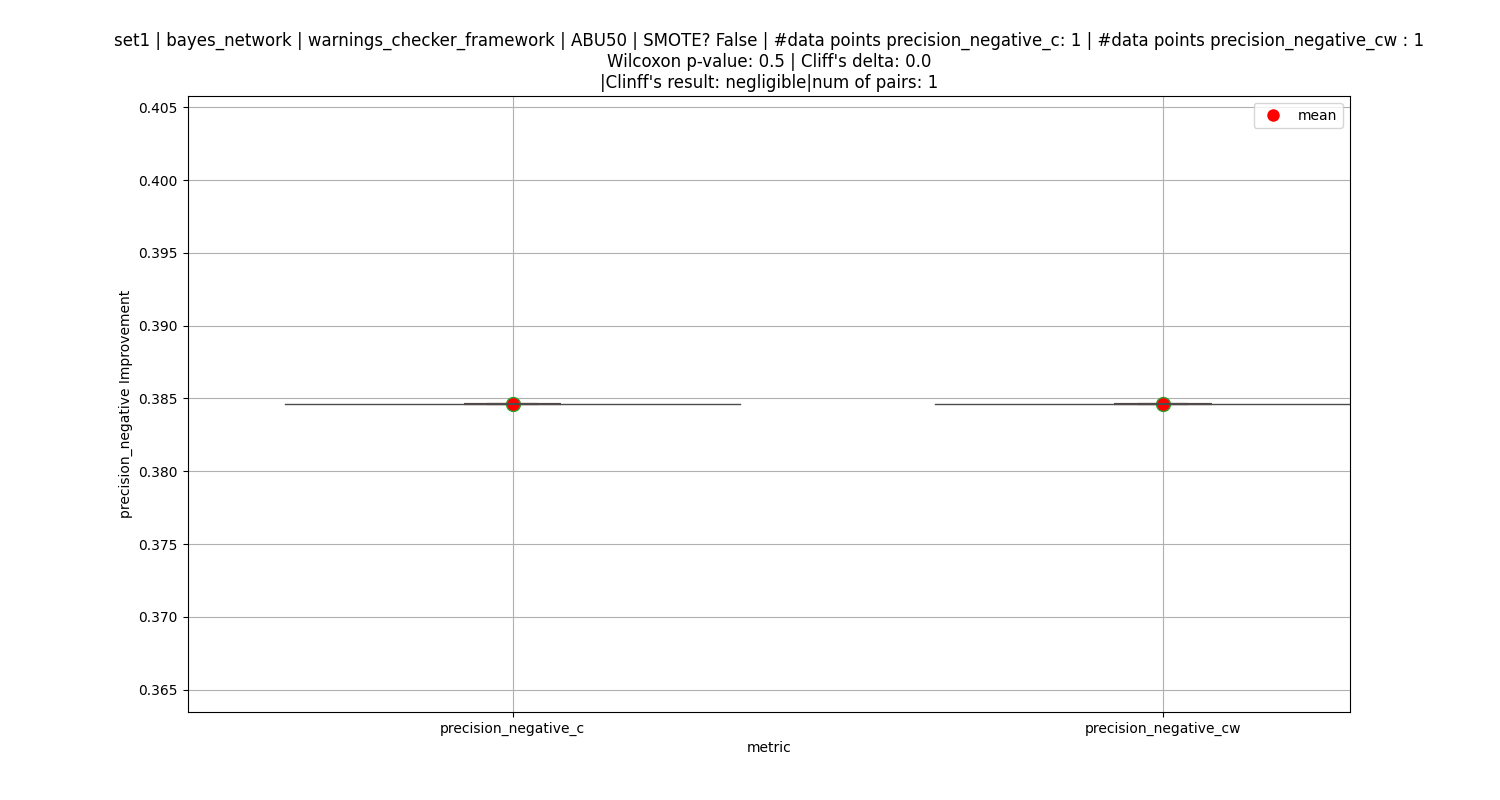 set1 | bayes_network | warnings_checker_framework | ABU50 | SMOTE? False | #data points precision_negative_c: 1 | #data points precision_negative_cw : 1
Wilcoxon p-value: 0.5 | Cliff's delta: 0.0
|Clinff's result: negligible|num of pairs: 1
mean
0.405
0.400
0.395
0.390
0.385
0.380
0.375
0.370
0.365
precision_negative Improvement
precision_negative_c
precision_negative_cw
metric